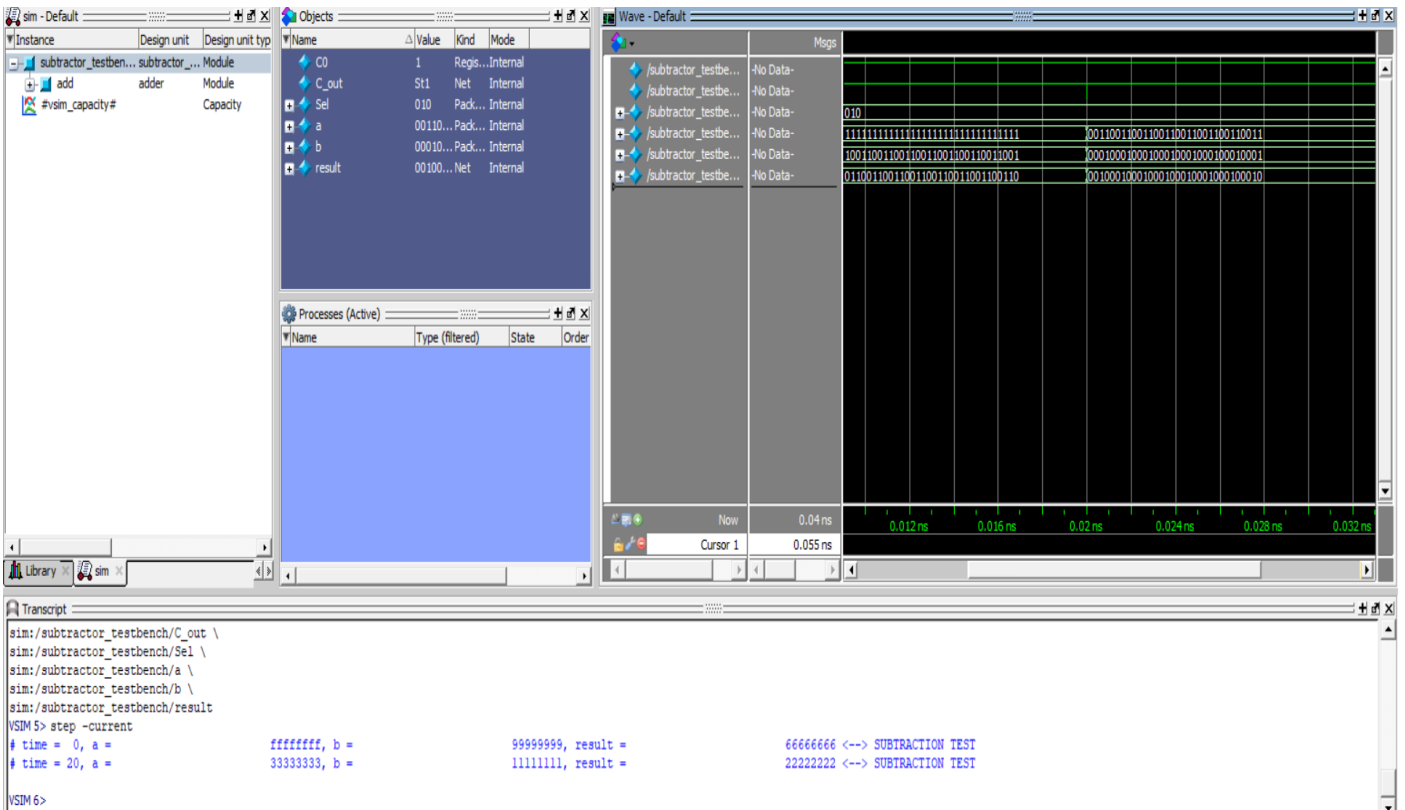 sim - Default
Instance Design unit Design unit typ
subtractor_testben... subtractor_... Module
add adder Module
#vsim_capacity# Capacity
Library sim
Objects
Name Value Kind Mode
C0 1 Regis... Internal
C_out St1 Net Internal
Sel 010 Pack... Internal
a 00110... Pack... Internal
b 00010... Pack... Internal
result 00100... Net Internal
Processes (Active)
Name Type (filtered) State Order
Wave - Default
Msgs
/subtractor_testbe... -No Data-
/subtractor_testbe... -No Data-
/subtractor_testbe... -No Data- 010
/subtractor_testbe... -No Data- 11111111111111111111111111111111 00110011001100110011001100110011
/subtractor_testbe... -No Data- 10011001100110011001100110011001 00010001000100010001000100010001
/subtractor_testbe... -No Data- 01100110011001100110011001100110 00100010001000100010001000100010
Now 0.04 ns 0.012 ns 0.016 ns 0.02 ns 0.024 ns 0.028 ns 0.032 ns
Cursor 1 0.055 ns
Transcript
sim:/subtractor_testbench/C_out \
sim:/subtractor_testbench/Sel \
sim:/subtractor_testbench/a \
sim:/subtractor_testbench/b \
sim:/subtractor_testbench/result
VSIM 5> step -current
# time = 0, a = ffffffff, b = 99999999, result = 66666666 <--> SUBTRACTION TEST
# time = 20, a = 33333333, b = 11111111, result = 22222222 <--> SUBTRACTION TEST
VSIM 6>